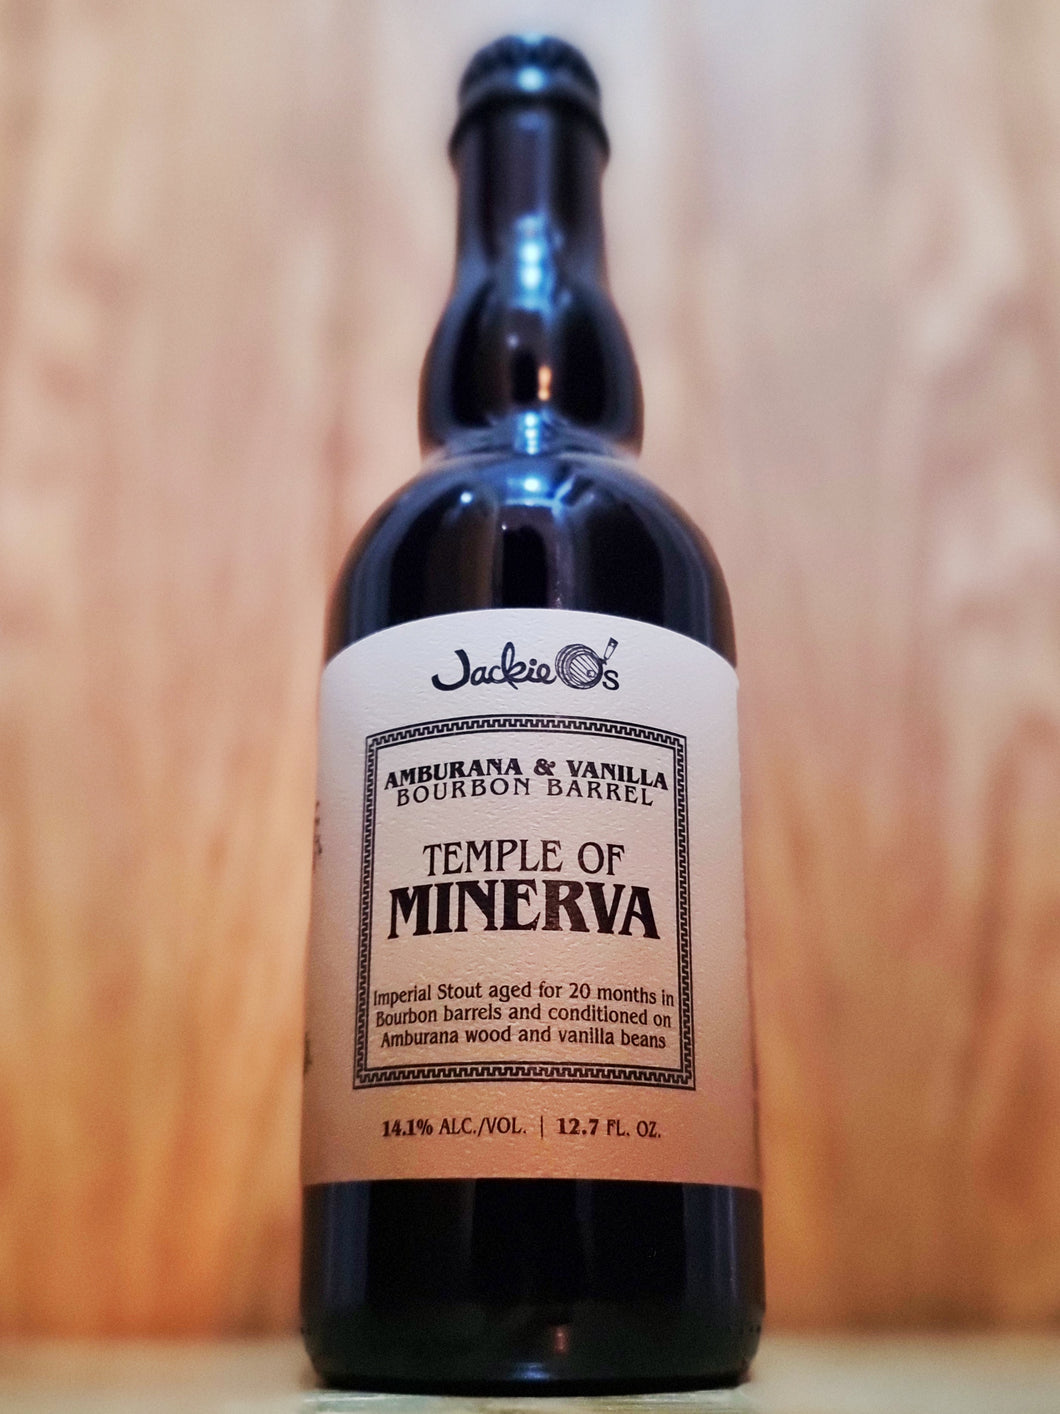 Jackie O's
AMBURANA & VANILLA
BOURBON BARREL
TEMPLE OF
MINERVA
Imperial Stout aged for 20 months in
Bourbon barrels and conditioned on
Amburana wood and vanilla beans
14.1% ALC./VOL. | 12.7 FL. OZ.